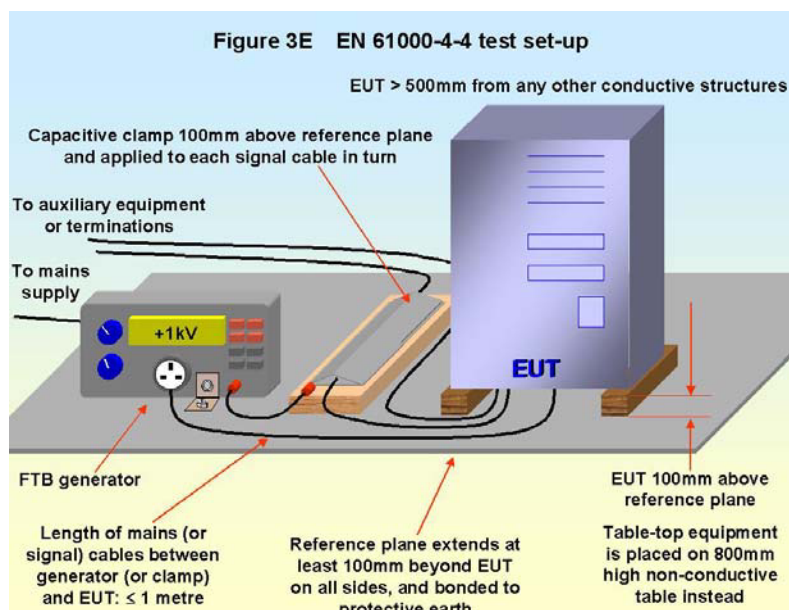 Figure 3E EN 61000-4-4 test set-up
EUT > 500mm from any other conductive structures
Capacitive clamp 100mm above reference plane
and applied to each signal cable in turn
To auxiliary equipment
or terminations
To mains
supply
+1kV
EUT
FTB generator
Length of mains (or
signal) cables between
generator (or clamp)
and EUT: ≤ 1 metre
Reference plane extends at
least 100mm beyond EUT
on all sides, and bonded to
protective earth
EUT 100mm above
reference plane
Table-top equipment
is placed on 800mm
high non-conductive
table instead